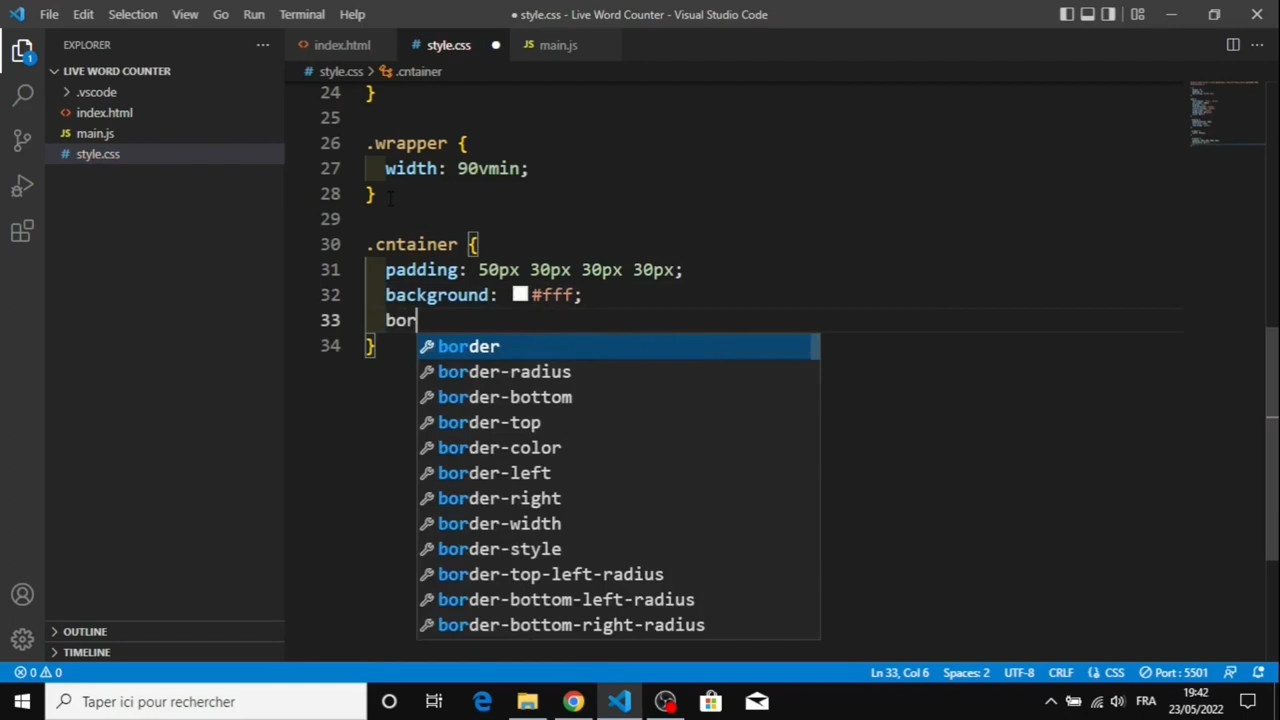 File Edit Selection View Go Run Terminal Help
● style.css - Live Word Counter - Visual Studio Code
EXPLORER ...
index.html style.css ● main.js
LIVE WORD COUNTER
style.css > .cntainer
.vscode
index.html
main.js
style.css
24 }
25
26 .wrapper {
27 width: 90vmin;
28 }
29
30 .cntainer {
31 padding: 50px 30px 30px 30px;
32 background: #fff;
33 bor
34 }
border
border-radius
border-bottom
border-top
border-color
border-left
border-right
border-width
border-style
border-top-left-radius
border-bottom-left-radius
border-bottom-right-radius
1
OUTLINE
TIMELINE
0 0 Ln 33, Col 6 Spaces: 2 UTF-8 CRLF CSS Port : 5501
Taper ici pour rechercher
FRA
19:42
23/05/2022